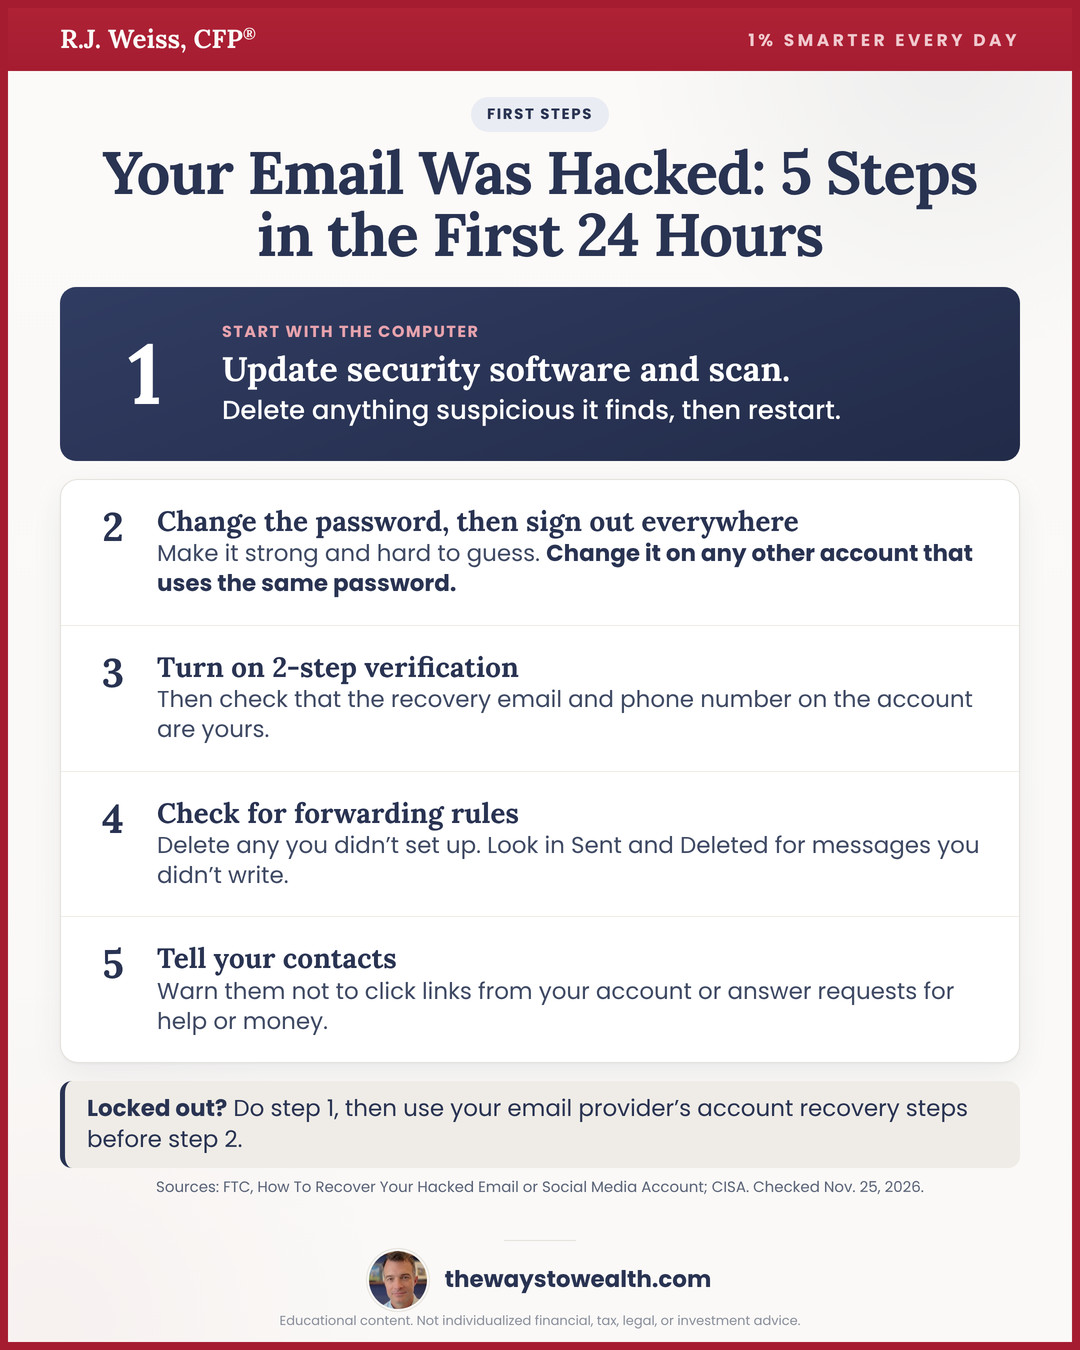 R.J. Weiss, CFP®
1% SMARTER EVERY DAY
FIRST STEPS
Your Email Was Hacked: 5 Steps
in the First 24 Hours
1
START WITH THE COMPUTER
Update security software and scan.
Delete anything suspicious it finds, then restart.
2
Change the password, then sign out everywhere
Make it strong and hard to guess. Change it on any other account that
uses the same password.
3
Turn on 2-step verification
Then check that the recovery email and phone number on the account
are yours.
4
Check for forwarding rules
Delete any you didn’t set up. Look in Sent and Deleted for messages you
didn’t write.
5
Tell your contacts
Warn them not to click links from your account or answer requests for
help or money.
Locked out? Do step 1, then use your email provider’s account recovery steps
before step 2.
Sources: FTC, How To Recover Your Hacked Email or Social Media Account; CISA. Checked Nov. 25, 2026.
thewaystowealth.com
Educational content. Not individualized financial, tax, legal, or investment advice.